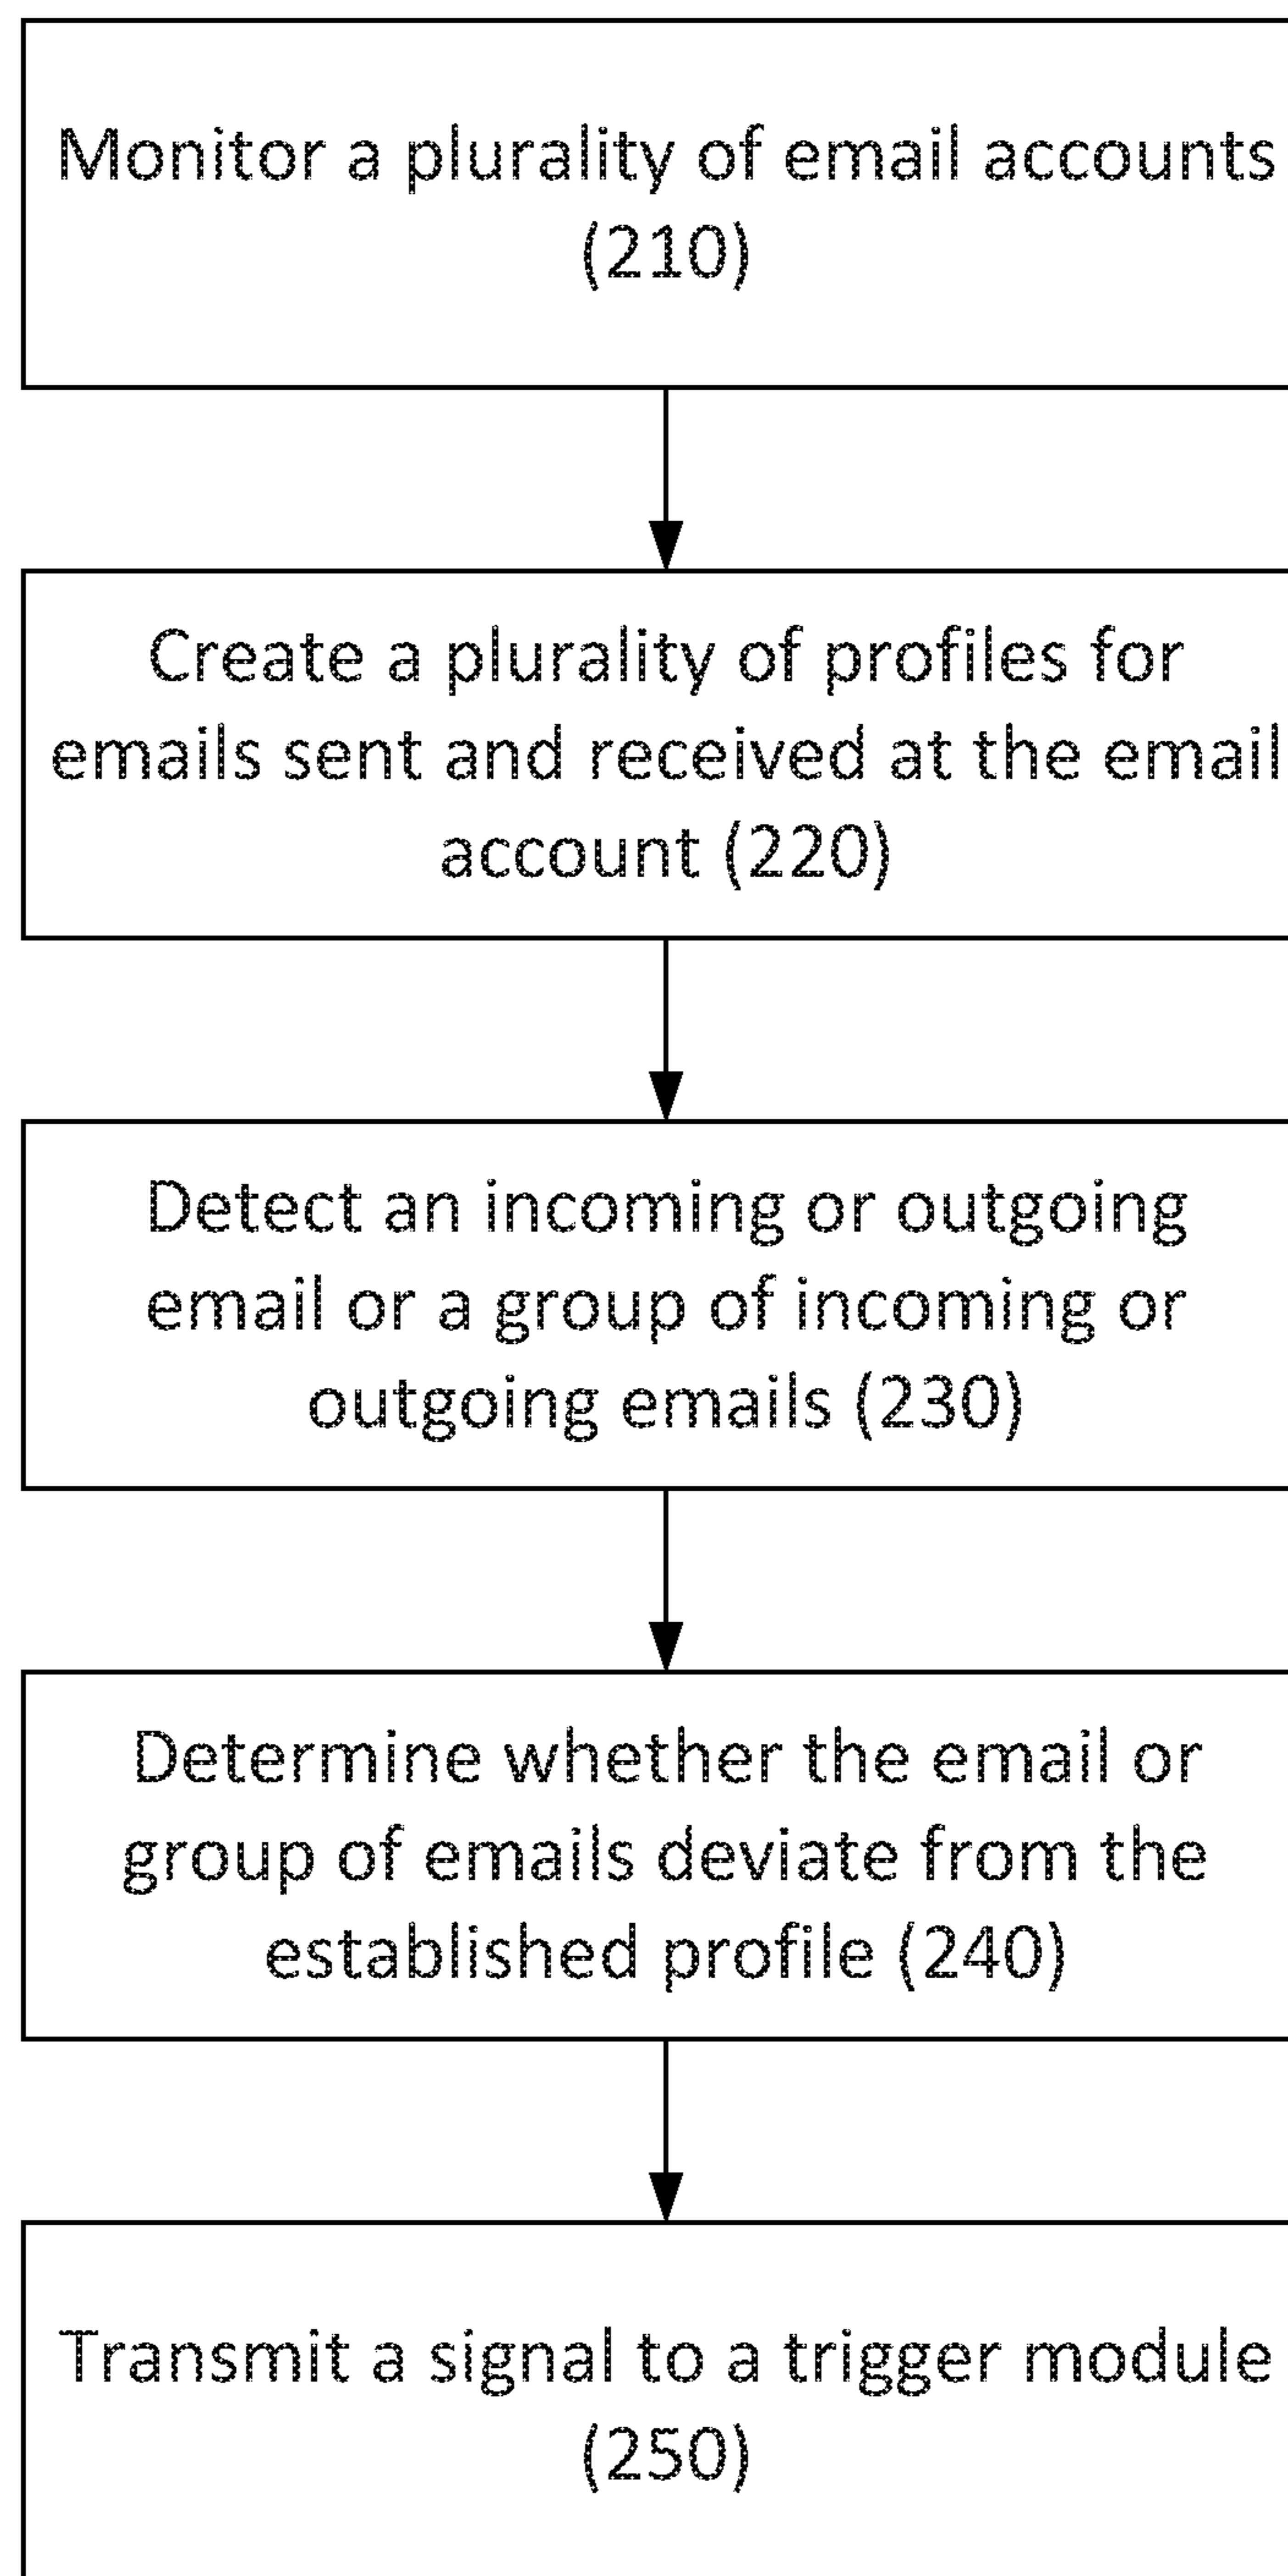 Monitor a plurality of email accounts
(210)
Create a plurality of profiles for
emails sent and received at the email
account (220)
Detect an incoming or outgoing
email or a group of incoming or
outgoing emails (230)
Determine whether the email or
group of emails deviate from the
established profile (240)
Transmit a signal to a trigger module
(250)